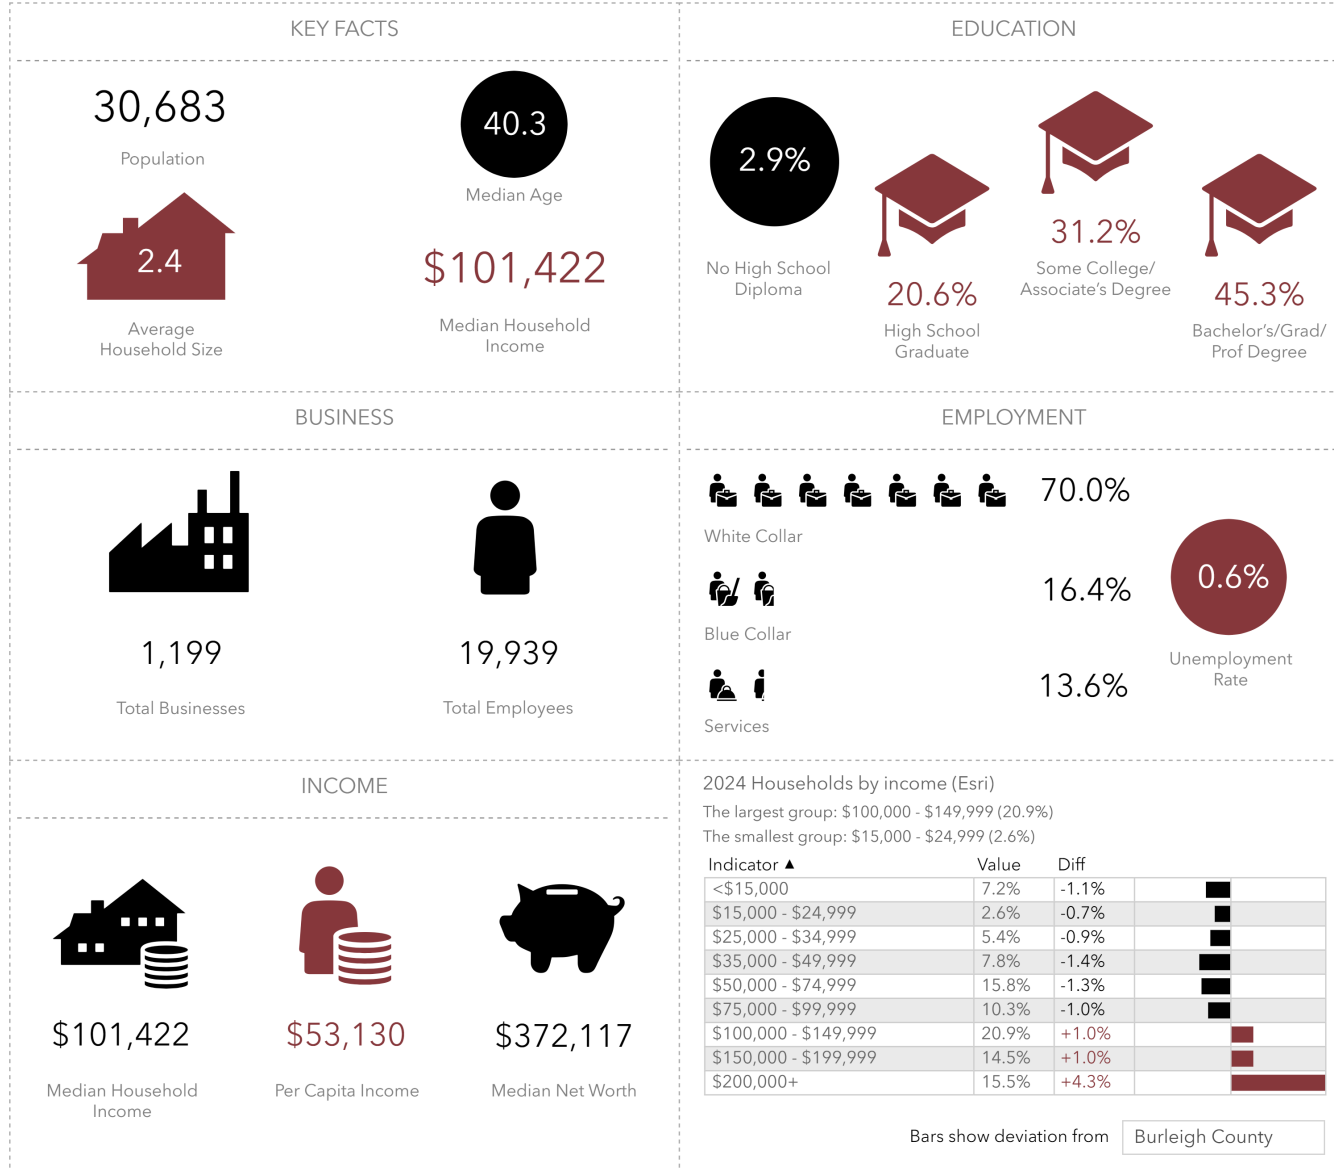 KEY FACTS
30,683
Population
40.3
Median Age
2.4
Average
Household Size
$101,422
Median Household
Income
EDUCATION
2.9%
No High School
Diploma
20.6%
High School
Graduate
31.2%
Some College/
Associate's Degree
45.3%
Bachelor's/Grad/
Prof Degree
BUSINESS
1,199
Total Businesses
19,939
Total Employees
EMPLOYMENT
70.0%
White Collar
16.4%
Blue Collar
13.6%
Services
0.6%
Unemployment
Rate
INCOME
$101,422
Median Household
Income
$53,130
Per Capita Income
$372,117
Median Net Worth
2024 Households by income (Esri)
The largest group: $100,000 - $149,999 (20.9%)
The smallest group: $15,000 - $24,999 (2.6%)
Indicator ▲ Value Diff
<$15,000 7.2% -1.1%
$15,000 - $24,999 2.6% -0.7%
$25,000 - $34,999 5.4% -0.9%
$35,000 - $49,999 7.8% -1.4%
$50,000 - $74,999 15.8% -1.3%
$75,000 - $99,999 10.3% -1.0%
$100,000 - $149,999 20.9% +1.0%
$150,000 - $199,999 14.5% +1.0%
$200,000+ 15.5% +4.3%
Bars show deviation from Burleigh County